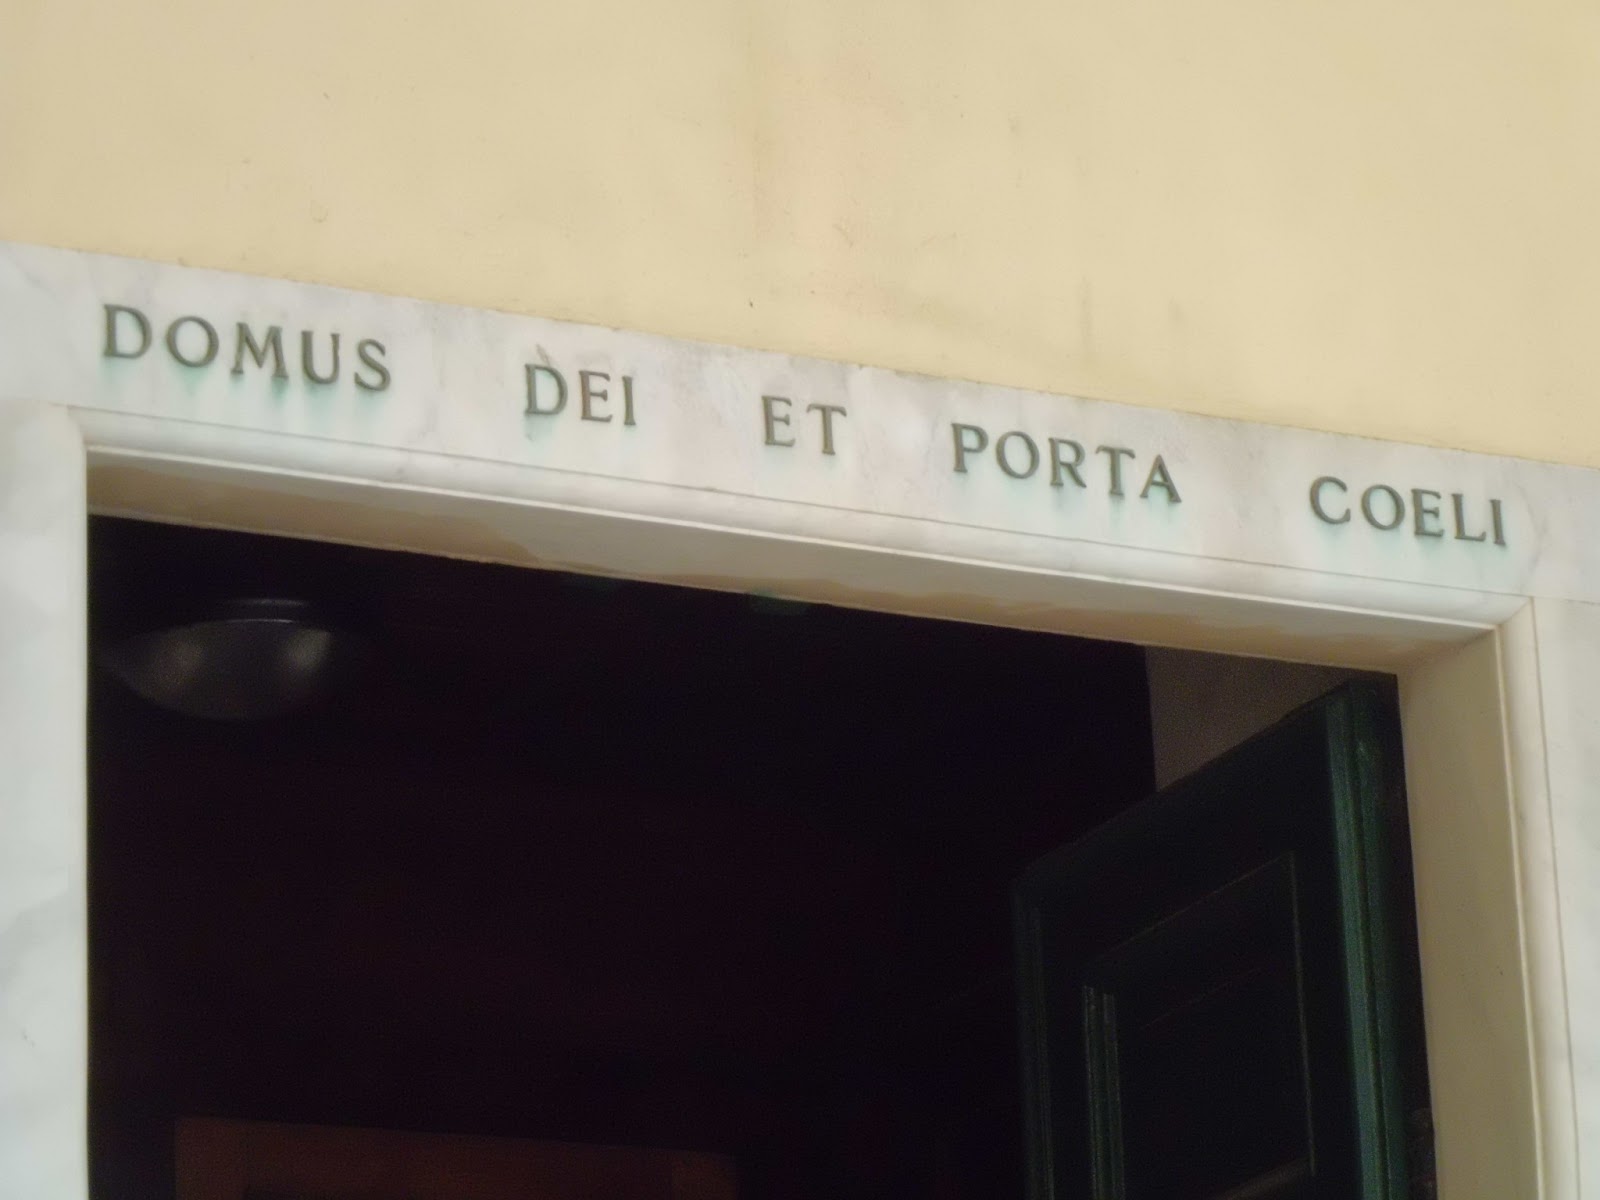 DOMUS DEI ET PORTA COELI